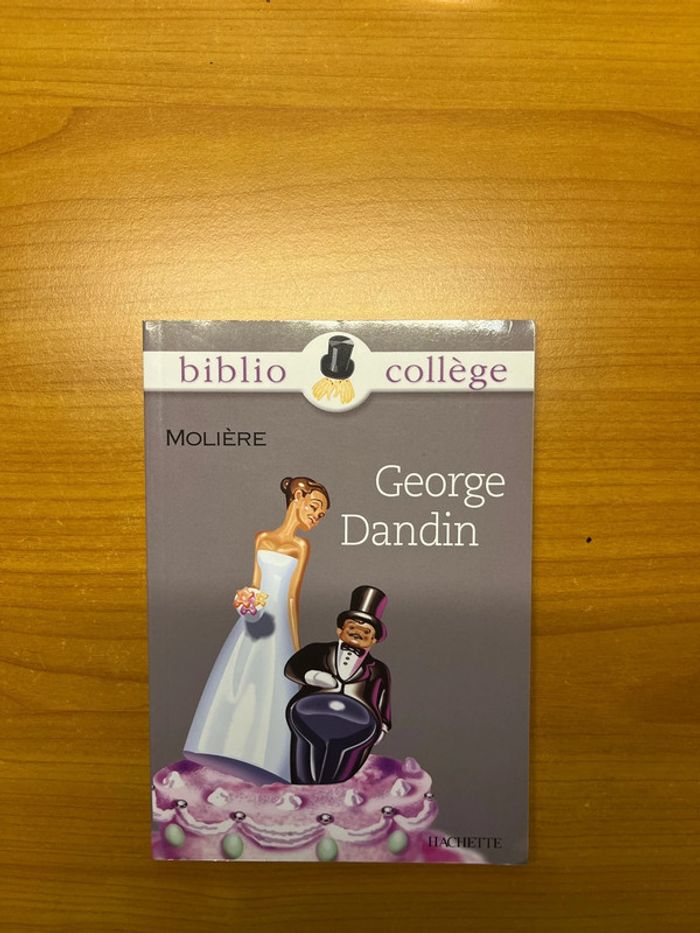 biblio collège
MOLIÈRE
George
Dandin
HACHETTE